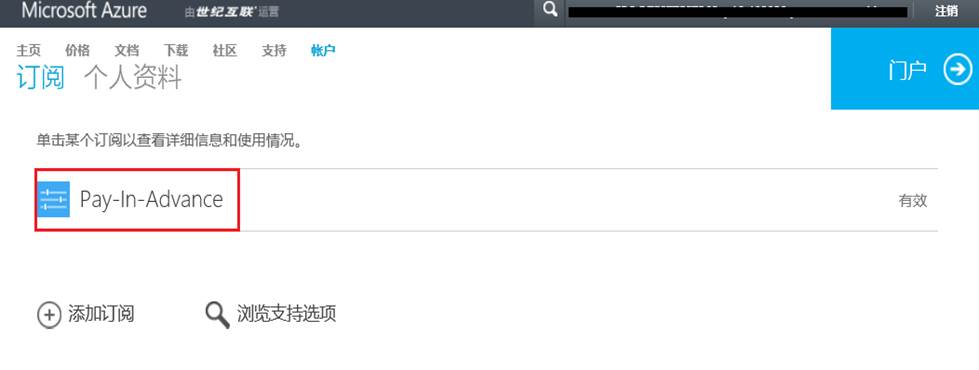 Microsoft Azure 由世纪互联运营 注销
主页 价格 文档 下载 社区 支持 帐户
订阅 个人资料
门户
单击某个订阅以查看详细信息和使用情况。
Pay-In-Advance 有效
添加订阅 浏览支持选项